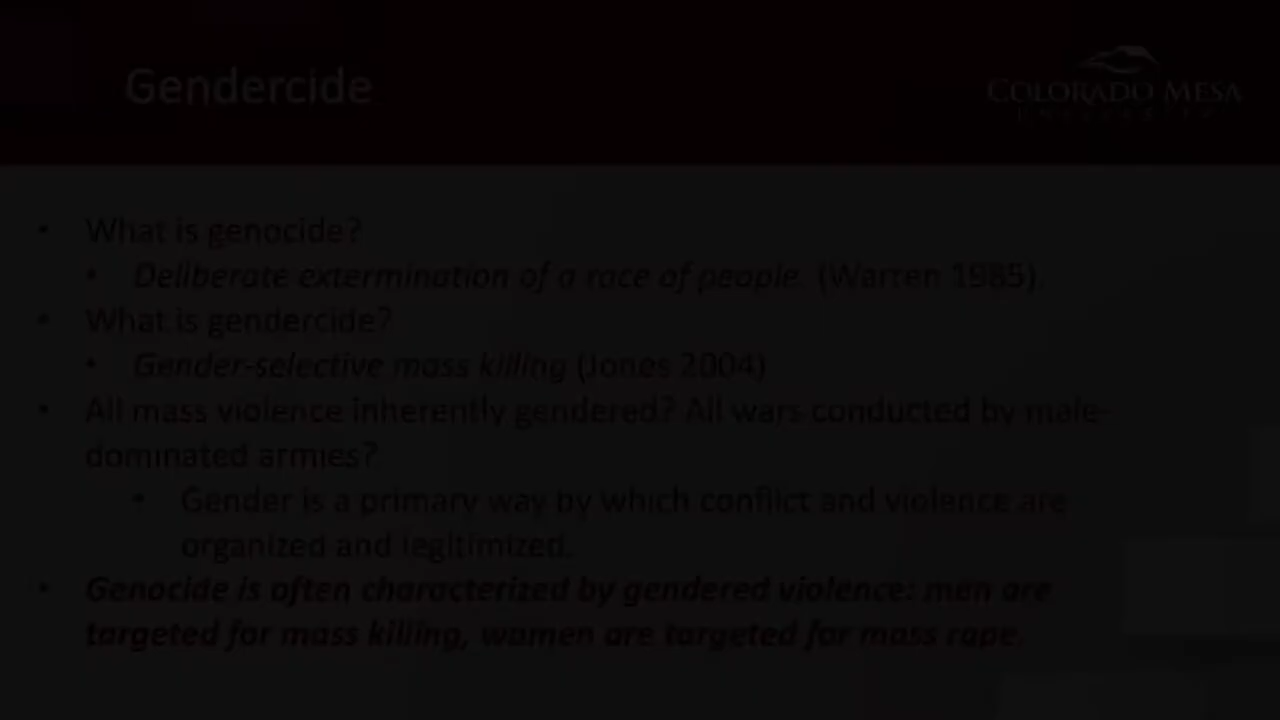 Gendercide
COLORADO MESA
UNIVERSITY
• What is genocide?
• Deliberate extermination of a race of people. (Warren 1985)
• What is gendercide?
• Gender-selective mass killing (Jones 2004)
• All mass violence inherently gendered? All wars conducted by male-
dominated armies?
• Gender is a primary way by which conflict and violence are
organized and legitimized.
• Genocide is often characterized by gendered violence: men are
targeted for mass killing, women are targeted for mass rape.